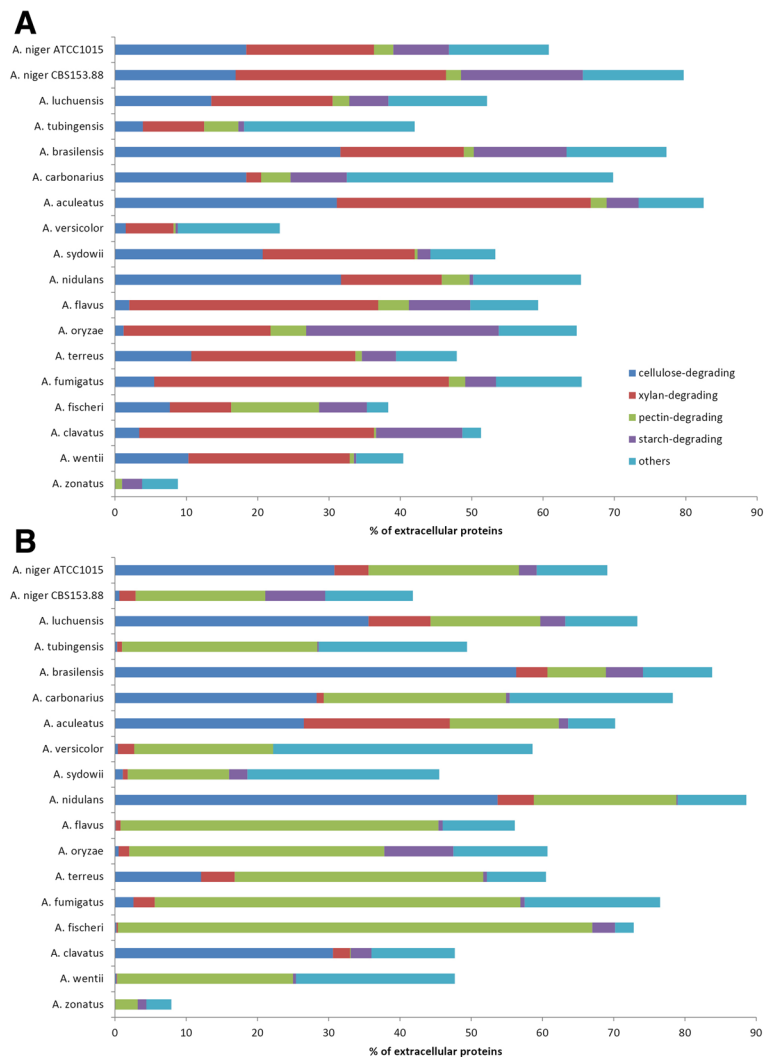 A
A. niger ATCC1015
A. niger CBS153.88
A. luchuensis
A. tubingensis
A. brasilensis
A. carbonarius
A. aculeatus
A. versicolor
A. sydowii
A. nidulans
A. flavus
A. oryzae
A. terreus
A. fumigatus
A. fischeri
A. clavatus
A. wentii
A. zonatus
cellulose-degrading
xylan-degrading
pectin-degrading
starch-degrading
others
0 10 20 30 40 50 60 70 80 90
% of extracellular proteins
B
A. niger ATCC1015
A. niger CBS153.88
A. luchuensis
A. tubingensis
A. brasilensis
A. carbonarius
A. aculeatus
A. versicolor
A. sydowii
A. nidulans
A. flavus
A. oryzae
A. terreus
A. fumigatus
A. fischeri
A. clavatus
A. wentii
A. zonatus
0 10 20 30 40 50 60 70 80 90
% of extracellular proteins